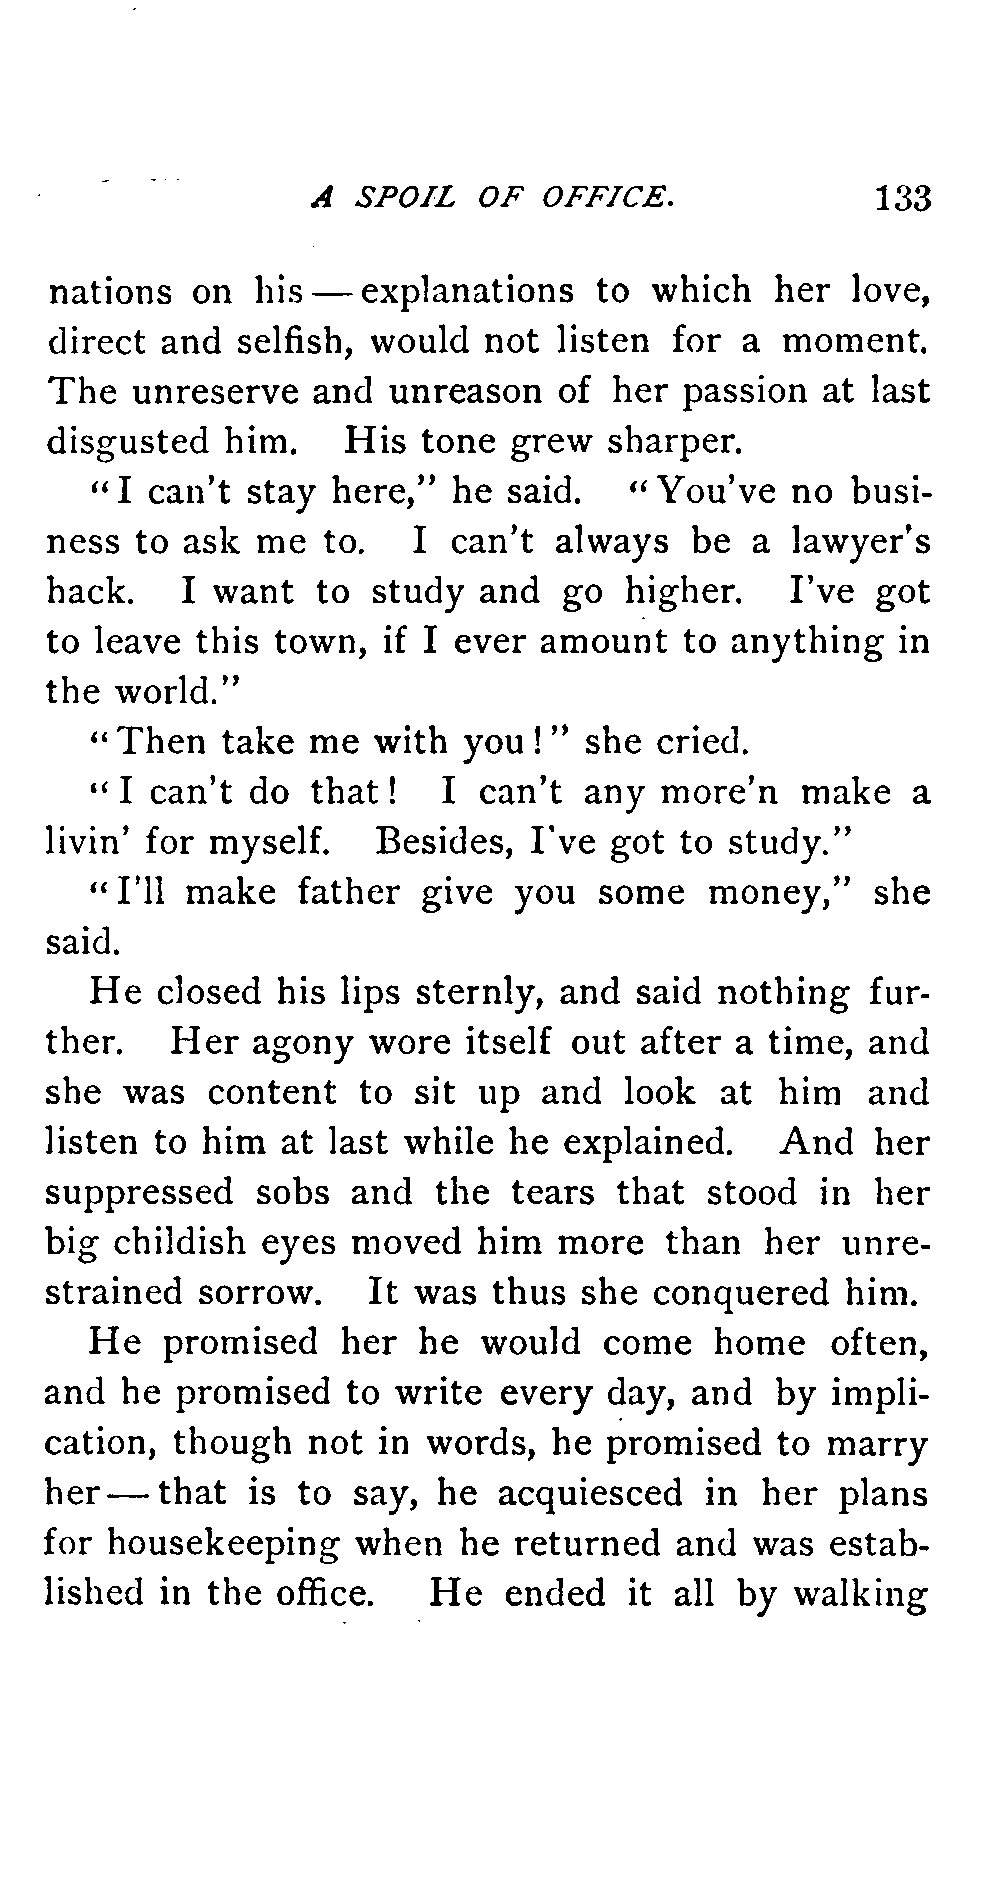 A SPOIL OF OFFICE. 133
nations on his — explanations to which her love,
direct and selfish, would not listen for a moment.
The unreserve and unreason of her passion at last
disgusted him. His tone grew sharper.
"I can't stay here," he said. "You've no busi-
ness to ask me to. I can't always be a lawyer's
hack. I want to study and go higher. I've got
to leave this town, if I ever amount to anything in
the world."
"Then take me with you!" she cried.
"I can't do that! I can't any more'n make a
livin' for myself. Besides, I've got to study."
"I'll make father give you some money," she
said.
He closed his lips sternly, and said nothing fur-
ther. Her agony wore itself out after a time, and
she was content to sit up and look at him and
listen to him at last while he explained. And her
suppressed sobs and the tears that stood in her
big childish eyes moved him more than her unre-
strained sorrow. It was thus she conquered him.
He promised her he would come home often,
and he promised to write every day, and by impli-
cation, though not in words, he promised to marry
her — that is to say, he acquiesced in her plans
for housekeeping when he returned and was estab-
lished in the office. He ended it all by walking